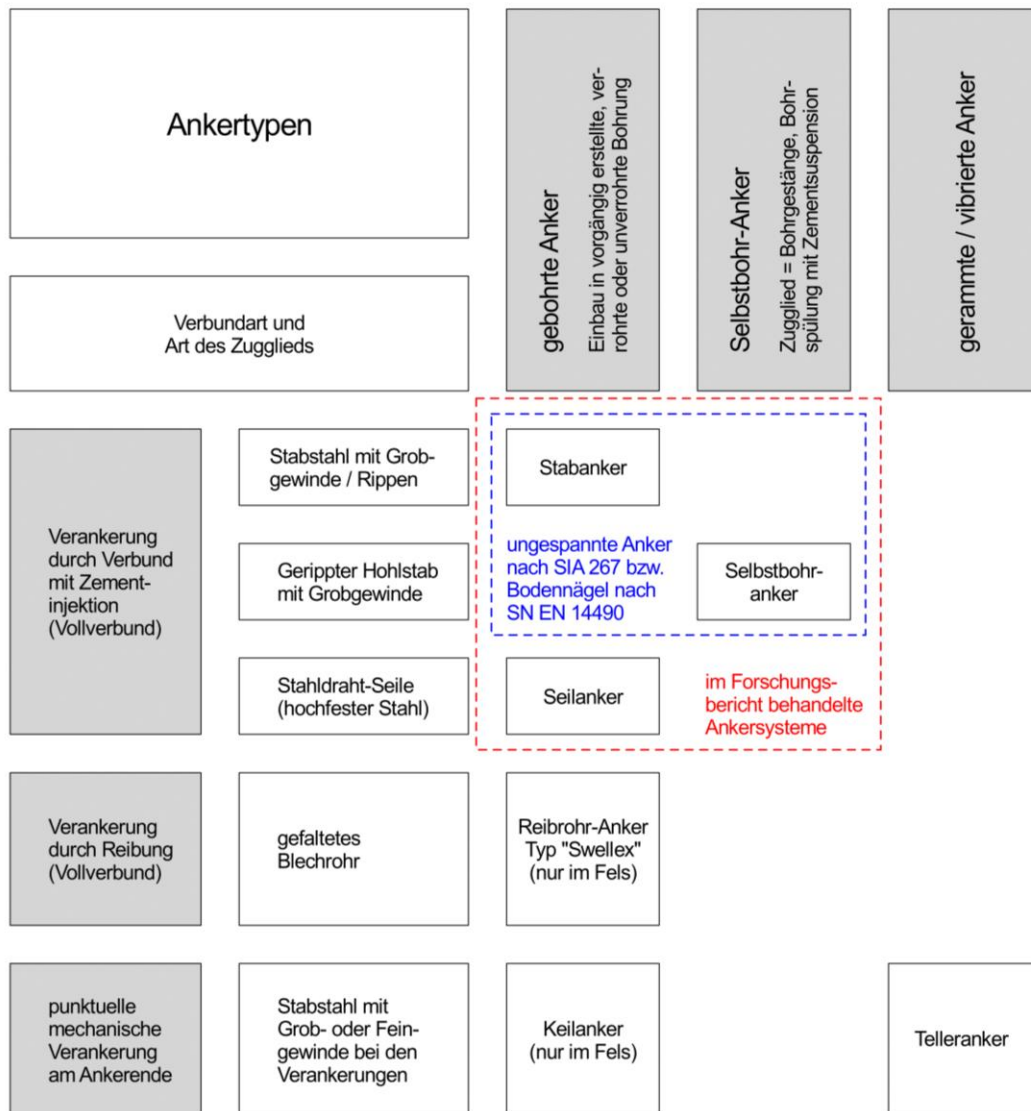 Ankertypen
Verbundart und
Art des Zugglieds
gebohrte Anker
Einbau in vorgängig erstellte, ver-
rohrte oder unverrohrte Bohrung
Selbstbohr-Anker
Zugglied = Bohrgestänge, Bohr-
spülung mit Zementsuspension
gerammte / vibrierte Anker
Verankerung
durch Verbund
mit Zement-
injektion
(Vollverbund)
Stabstahl mit Grob-
gewinde / Rippen
Stabanker
ungespannte Anker
nach SIA 267 bzw.
Bodennägel nach
SN EN 14490
Gerippter Hohlstab
mit Grobgewinde
Selbstbohr-
anker
Stahldraht-Seile
(hochfester Stahl)
Seilanker
im Forschungs-
bericht behandelte
Ankersysteme
Verankerung
durch Reibung
(Vollverbund)
gefaltetes
Blechrohr
Reibrohr-Anker
Typ "Swellex"
(nur im Fels)
punktuelle
mechanische
Verankerung
am Ankerende
Stabstahl mit
Grob- oder Fein-
gewinde bei den
Verankerungen
Keilanker
(nur im Fels)
Telleranker